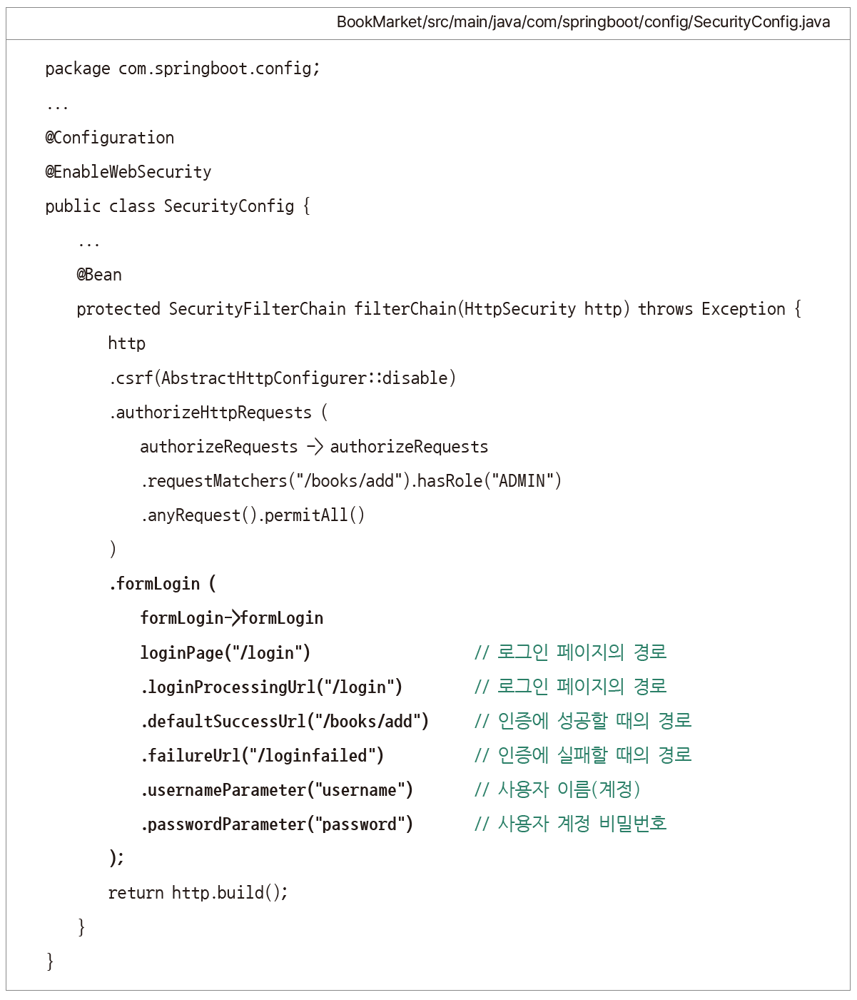 BookMarket/src/main/java/com/springboot/config/SecurityConfig.java
package com.springboot.config;
...
@Configuration
@EnableWebSecurity
public class SecurityConfig {
...
@Bean
protected SecurityFilterChain filterChain(HttpSecurity http) throws Exception {
http
.csrf(AbstractHttpConfigurer::disable)
.authorizeHttpRequests (
authorizeRequests -> authorizeRequests
.requestMatchers("/books/add").hasRole("ADMIN")
.anyRequest().permitAll()
)
.formLogin (
formLogin->formLogin
loginPage("/login") // 로그인 페이지의 경로
.loginProcessingUrl("/login") // 로그인 페이지의 경로
.defaultSuccessUrl("/books/add") // 인증에 성공할 때의 경로
.failureUrl("/loginfailed") // 인증에 실패할 때의 경로
.usernameParameter("username") // 사용자 이름(계정)
.passwordParameter("password") // 사용자 계정 비밀번호
);
return http.build();
}
}